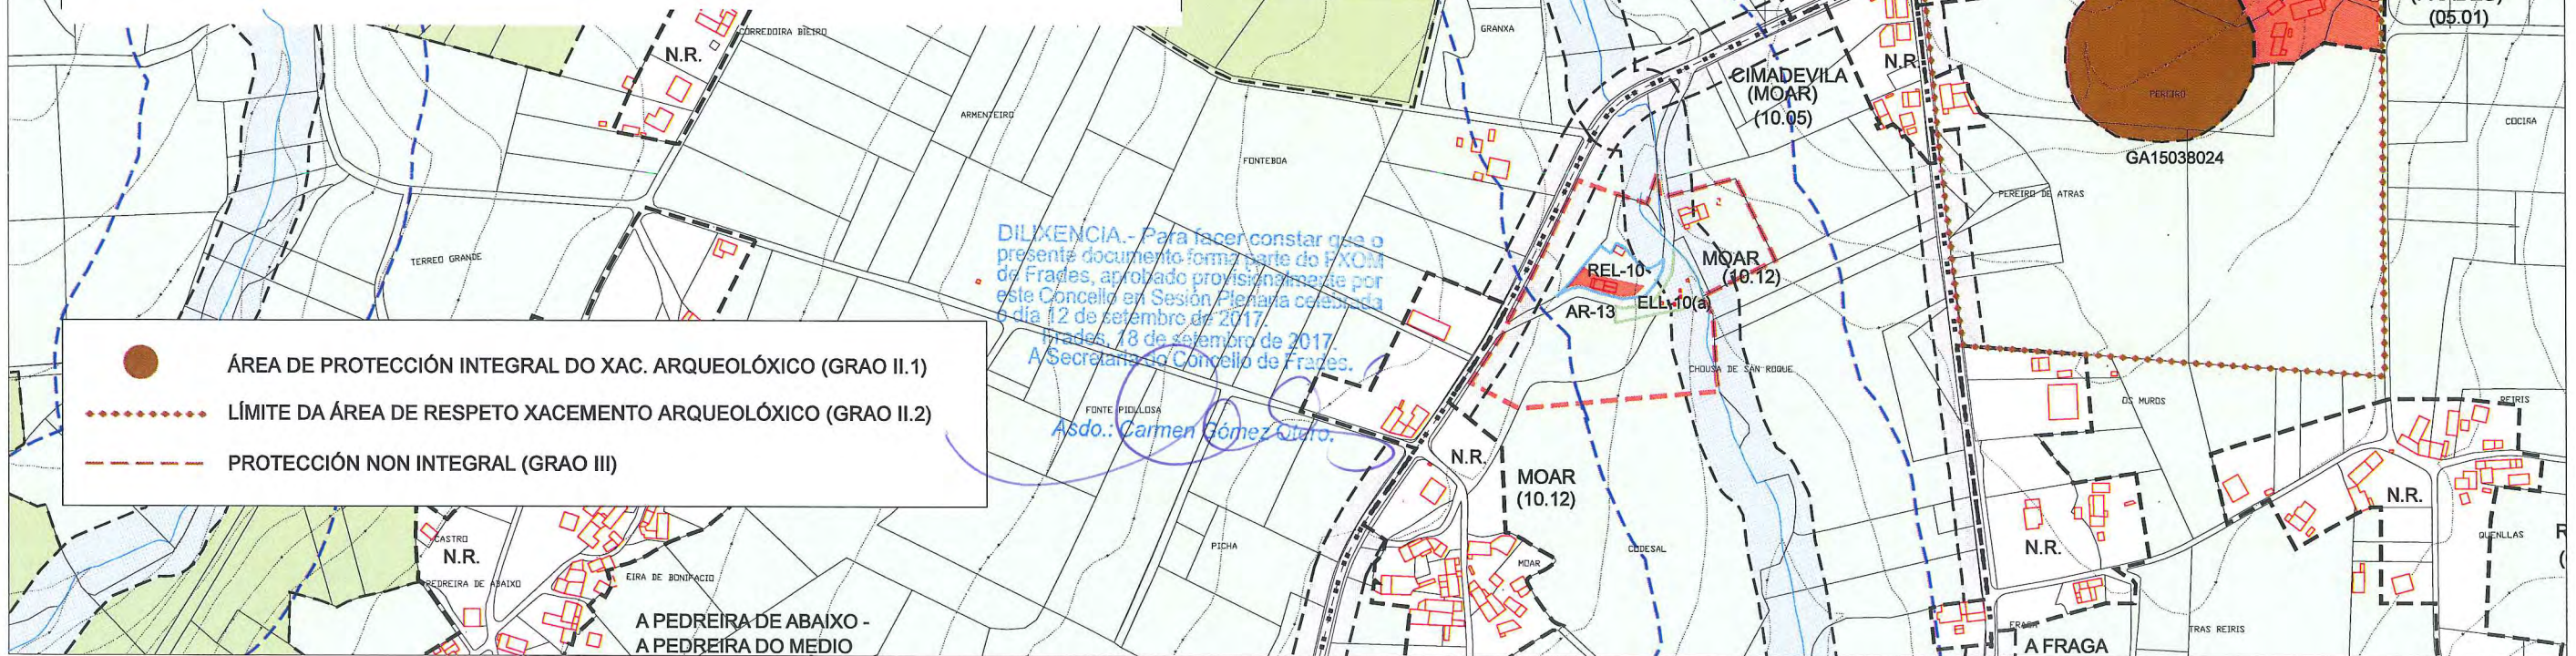 CORREDOIRA BIEIRO
N.R.
GRANXA
ARMENTEIRO
FONTEBOA
CIMADEVILA
(MOAR)
(10.05)
N.R.
(05.01)
PEREIRO
GA15038024
COCIRA
PEREIRO DE ATRAS
TERREO GRANDE
DILIXENCIA.- Para facer constar que o
presente documento forma parte do PXOM
de Frades, aprobado provisionalmente por
este Concello en Sesión Plenaria celebrada
o día 12 de setembro de 2017.
Frades, 18 de setembro de 2017.
A Secretaria do Concello de Frades.
Asdo.: Carmen Gómez Otero.
REL-10
MOAR
(10.12)
AR-13
ELL-10(a)
CHOUSA DE SAN ROQUE
ÁREA DE PROTECCIÓN INTEGRAL DO XAC. ARQUEOLÓXICO (GRAO II.1)
LÍMITE DA ÁREA DE RESPETO XACEMENTO ARQUEOLÓXICO (GRAO II.2)
PROTECCIÓN NON INTEGRAL (GRAO III)
FONTE PIOLLOSA
OS MUROS
REIRIS
N.R.
MOAR
(10.12)
N.R.
CASTRO
N.R.
PEDREIRA DE ABAIXO
EIRA DE BONIFACIO
PICHA
MOAR
CODESAL
N.R.
QUENLLAS
A PEDREIRA DE ABAIXO -
A PEDREIRA DO MEDIO
FRAGA
A FRAGA
TRAS REIRIS